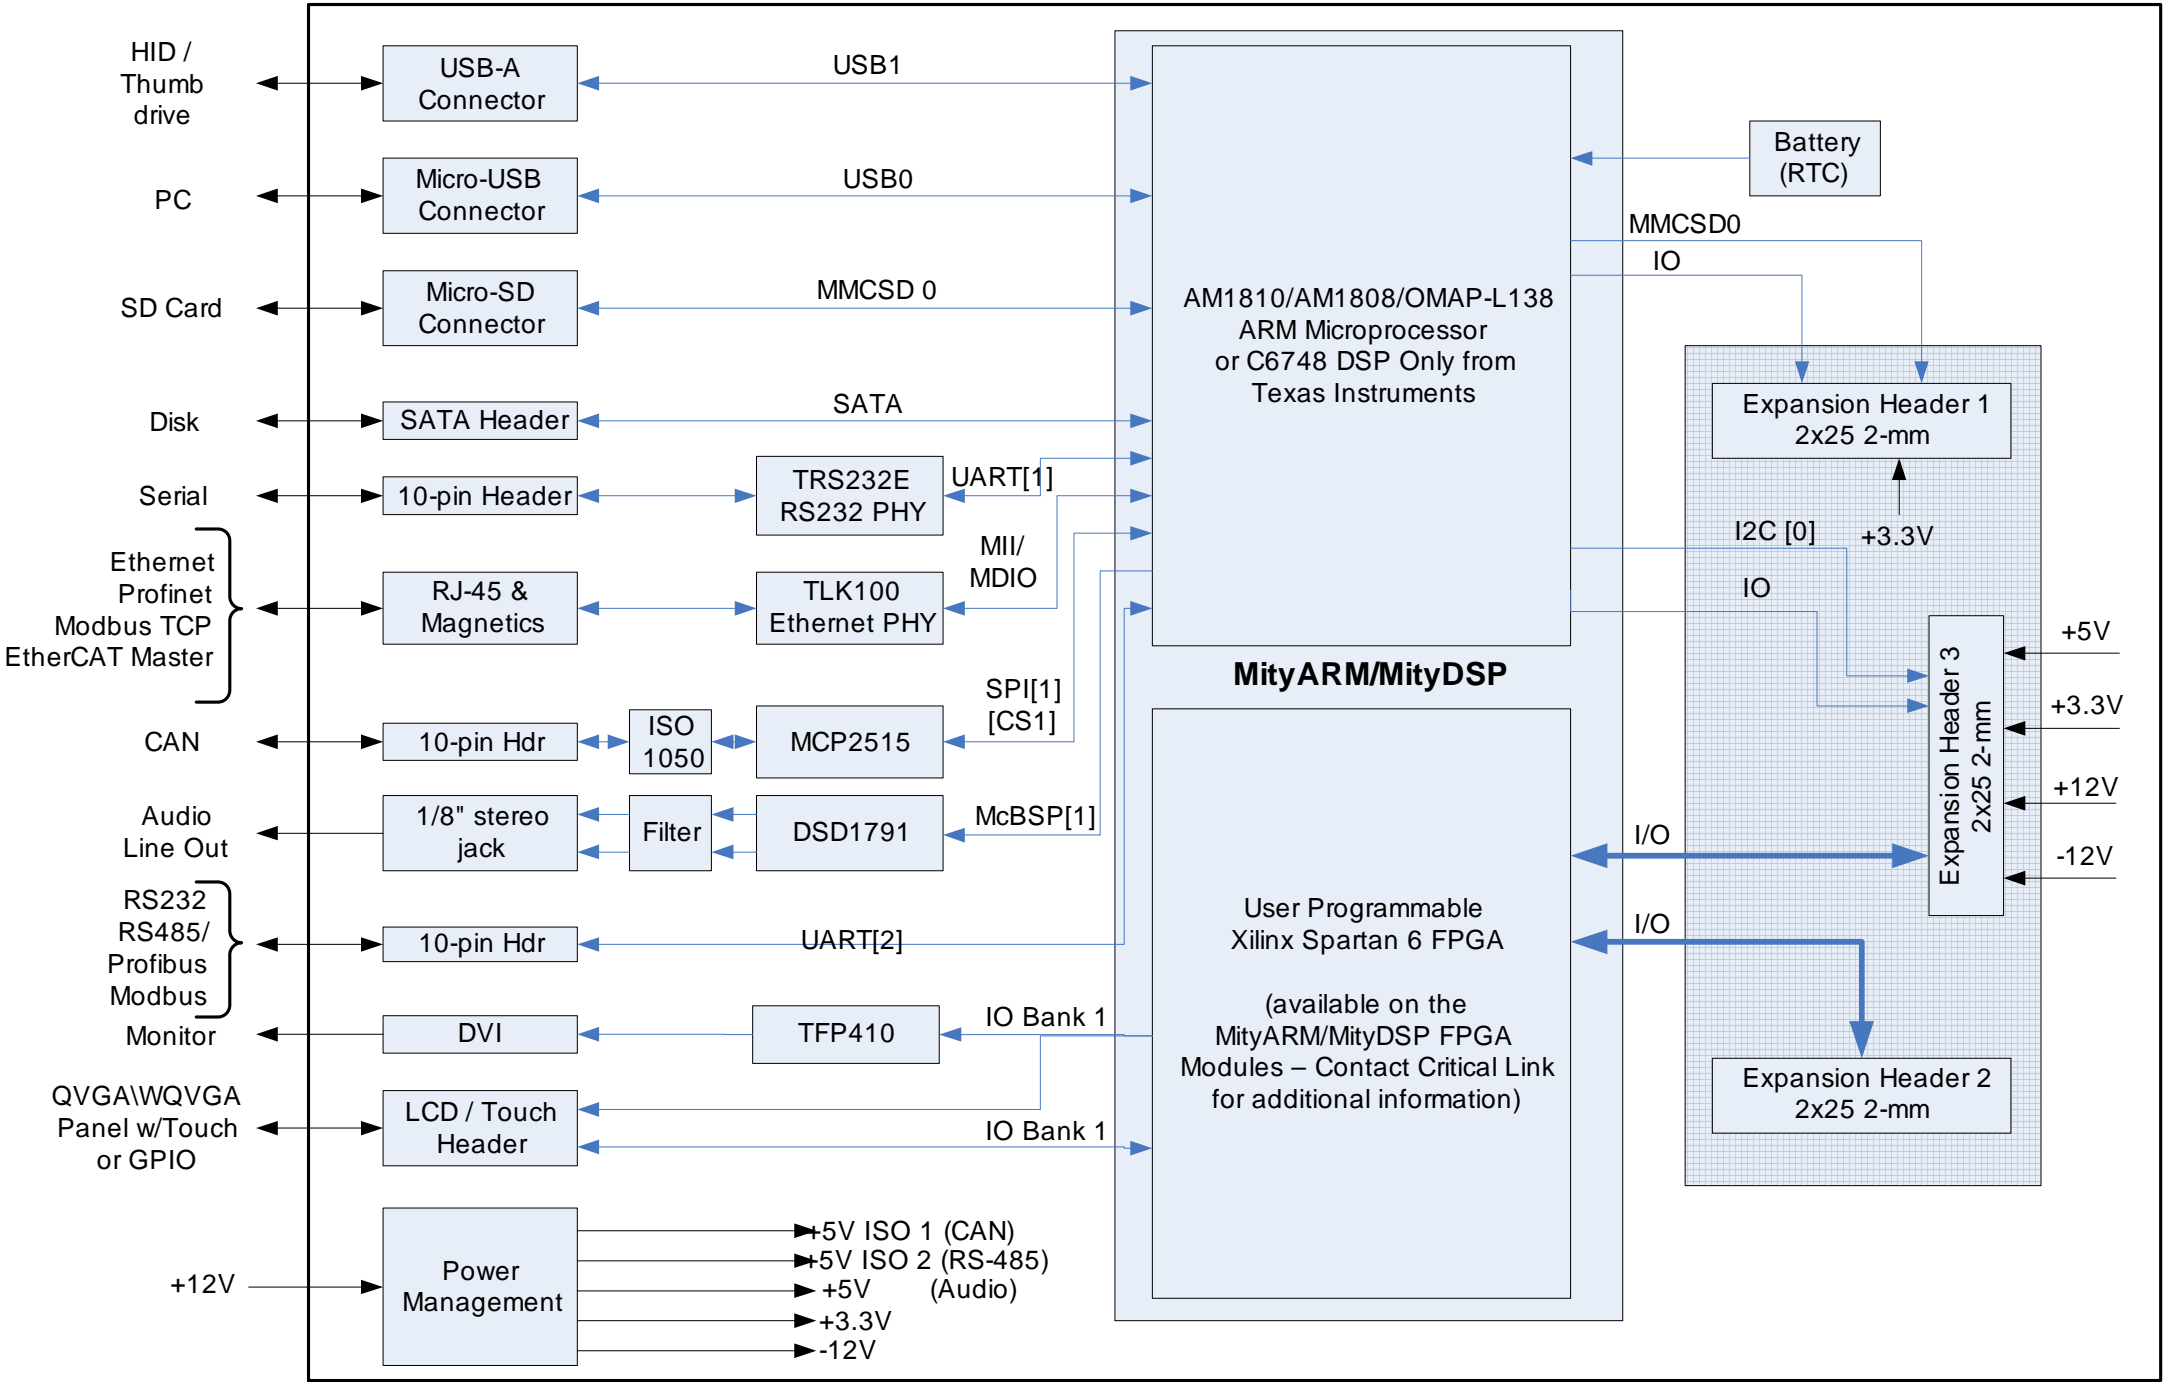 HID /
Thumb
drive
USB-A
Connector
USB1
PC
Micro-USB
Connector
USB0
SD Card
Micro-SD
Connector
MMCSD 0
Disk
SATA Header
SATA
Serial
10-pin Header
TRS232E
RS232 PHY
UART[1]
Ethernet
Profinet
Modbus TCP
EtherCAT Master
RJ-45 &
Magnetics
TLK100
Ethernet PHY
MII/
MDIO
CAN
10-pin Hdr
ISO
1050
MCP2515
SPI[1]
[CS1]
Audio
Line Out
1/8" stereo
jack
Filter
DSD1791
McBSP[1]
RS232
RS485/
Profibus
Modbus
10-pin Hdr
UART[2]
Monitor
DVI
TFP410
IO Bank 1
QVGA\WQVGA
Panel w/Touch
or GPIO
LCD / Touch
Header
IO Bank 1
+12V
Power
Management
+5V ISO 1 (CAN)
+5V ISO 2 (RS-485)
+5V (Audio)
+3.3V
-12V
AM1810/AM1808/OMAP-L138
ARM Microprocessor
or C6748 DSP Only from
Texas Instruments
MityARM/MityDSP
User Programmable
Xilinx Spartan 6 FPGA
(available on the
MityARM/MityDSP FPGA
Modules – Contact Critical Link
for additional information)
Battery
(RTC)
MMCSD0
IO
Expansion Header 1
2x25 2-mm
+3.3V
I2C [0]
IO
Expansion Header 3
2x25 2-mm
+5V
+3.3V
+12V
-12V
I/O
I/O
Expansion Header 2
2x25 2-mm